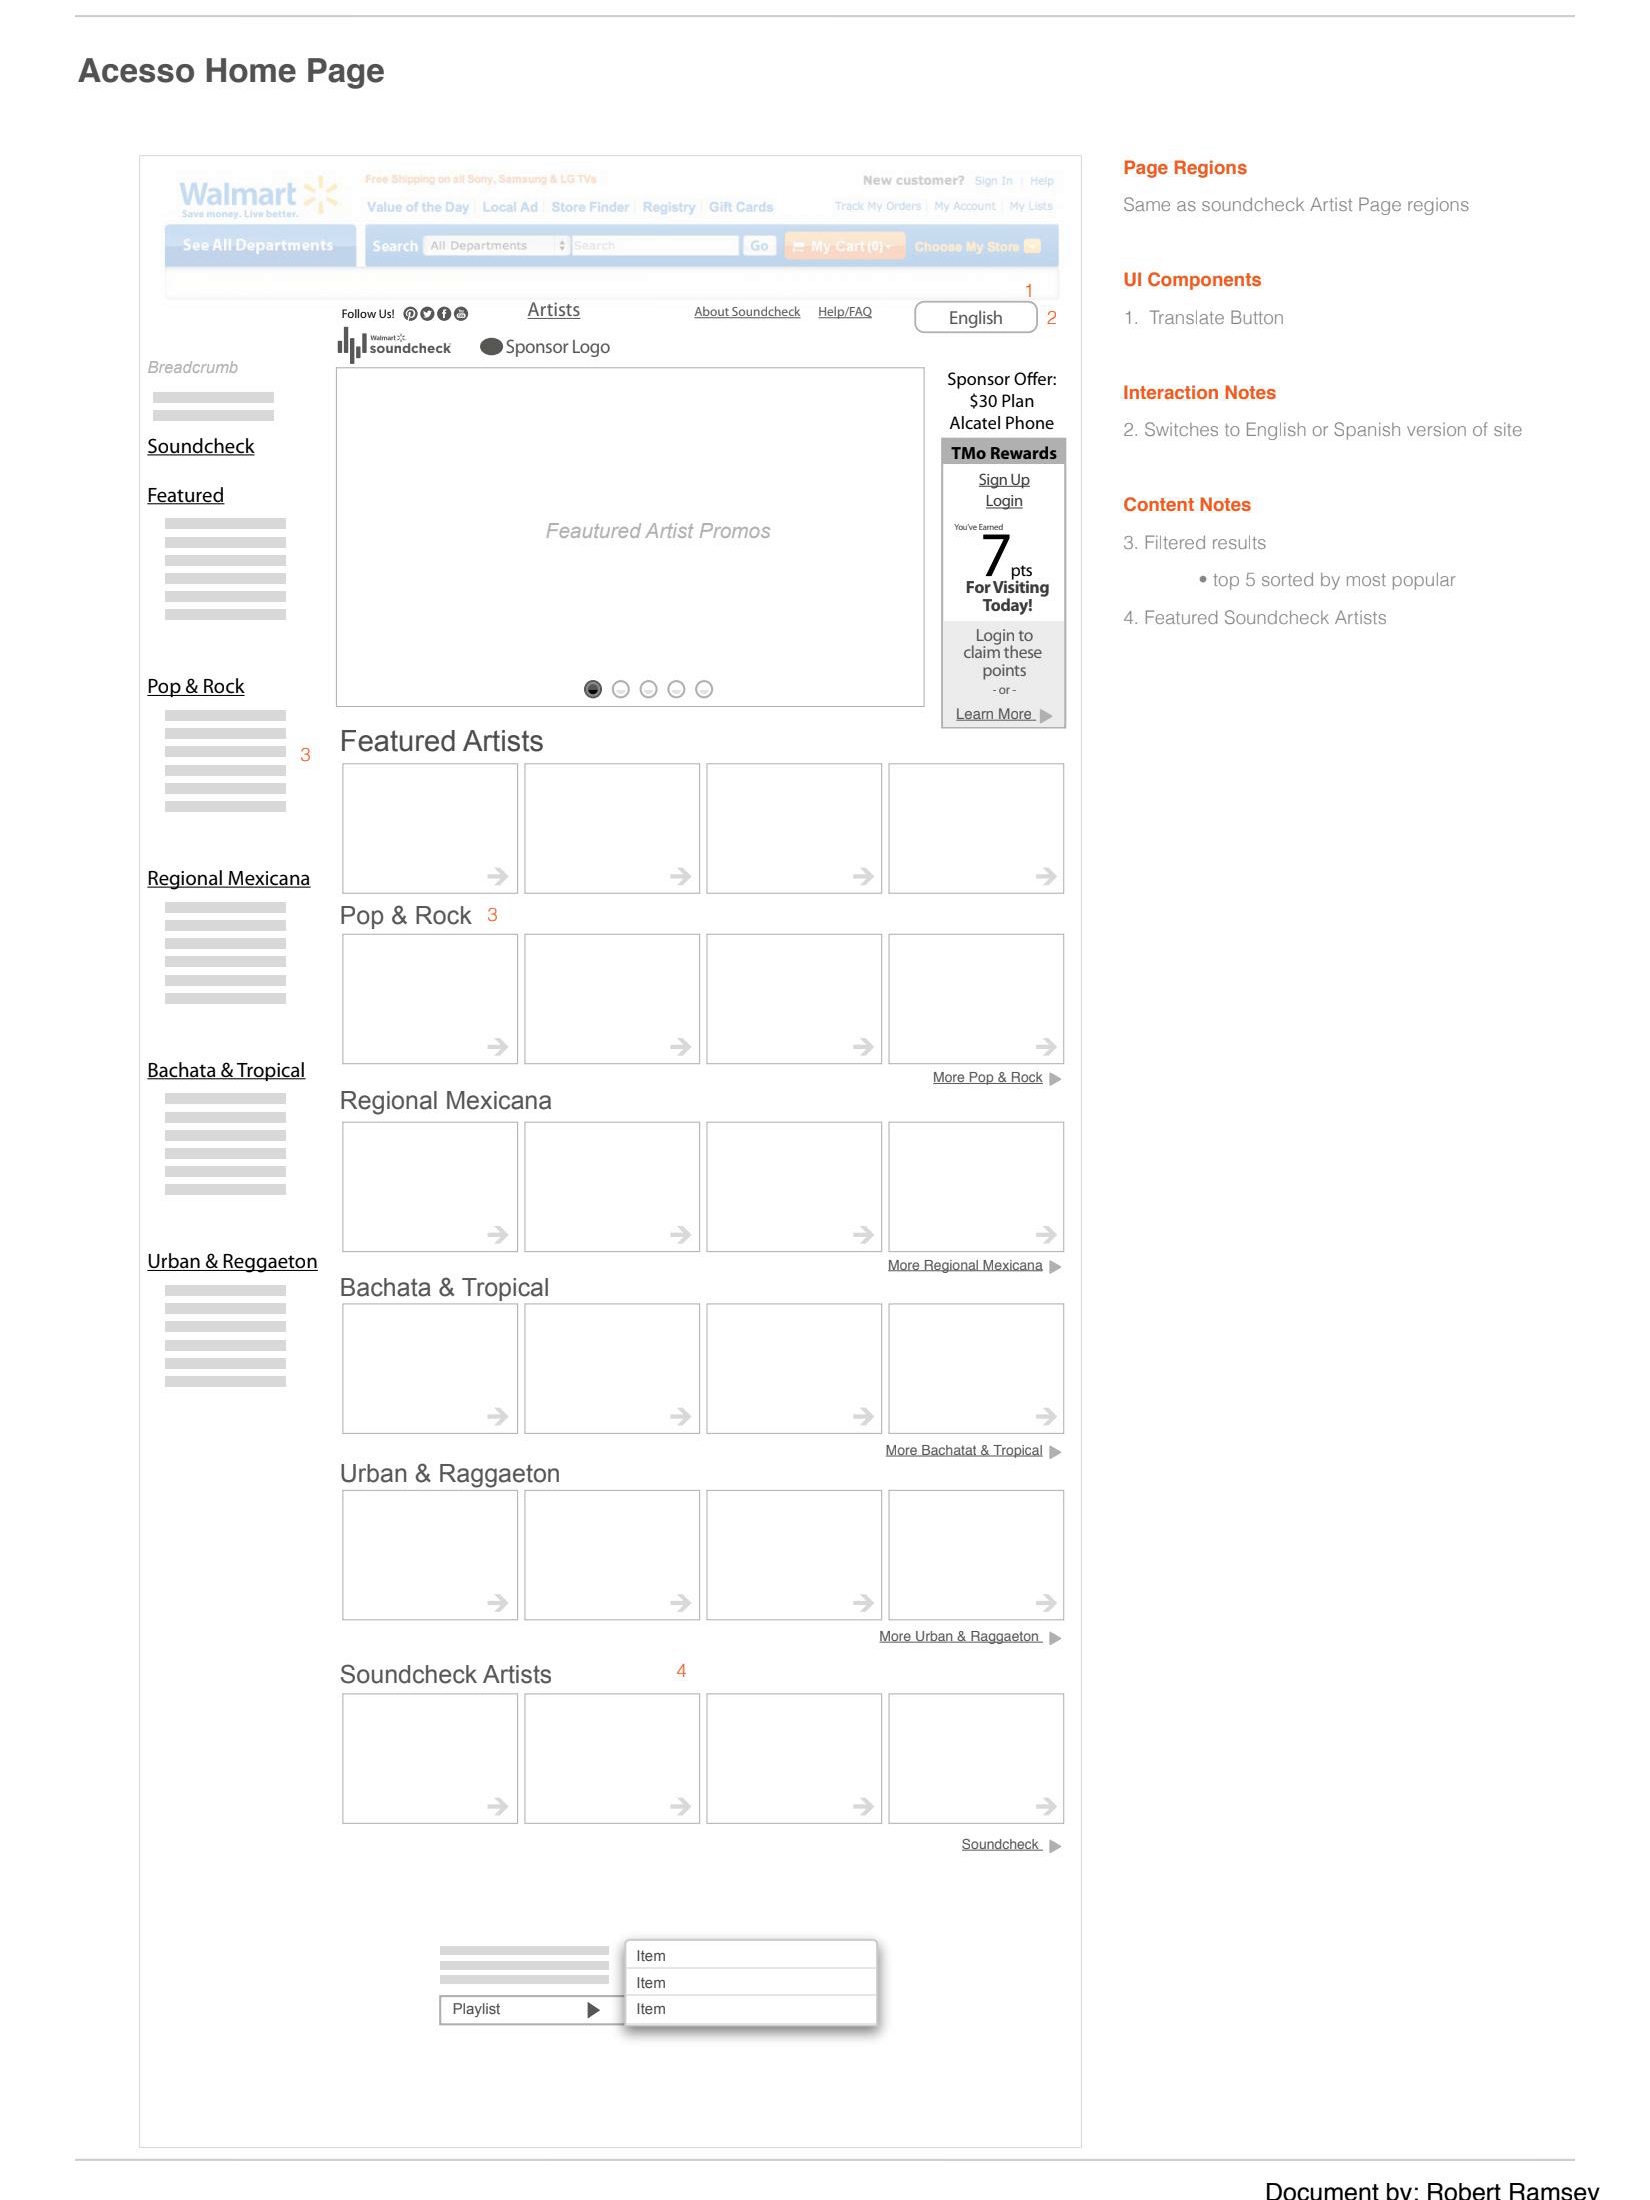 Acesso Home Page
Walmart
Save money. Live better.
Free Shipping on all Sony, Samsung & LG TVs
New customer? Sign In | Help
Value of the Day | Local Ad | Store Finder | Registry | Gift Cards
Track My Orders | My Account | My Lists
See All Departments
Search All Departments Search Go My Cart (0) Choose My Store
1
Follow Us!
Artists
About Soundcheck Help/FAQ
English 2
Walmart
soundcheck
Sponsor Logo
Breadcrumb
Soundcheck
Featured
Pop & Rock
3
Regional Mexicana
Bachata & Tropical
Urban & Reggaeton
Feautured Artist Promos
Sponsor Offer:
$30 Plan
Alcatel Phone
TMo Rewards
Sign Up
Login
You've Earned
7 pts
For Visiting
Today!
Login to
claim these
points
- or -
Learn More
Featured Artists
Pop & Rock 3
More Pop & Rock
Regional Mexicana
More Regional Mexicana
Bachata & Tropical
More Bachatat & Tropical
Urban & Raggaeton
More Urban & Raggaeton
Soundcheck Artists 4
Soundcheck
Playlist
Item
Item
Item
Page Regions
Same as soundcheck Artist Page regions
UI Components
1. Translate Button
Interaction Notes
2. Switches to English or Spanish version of site
Content Notes
3. Filtered results
• top 5 sorted by most popular
4. Featured Soundcheck Artists
Document by: Robert Ramsey